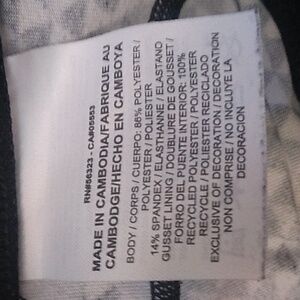 RN#56323 - CA#05553
MADE IN CAMBODIA/FABRIQUE AU
CAMBODGE/HECHO EN CAMBOYA
BODY / CORPS / CUERPO: 86% POLYESTER /
POLYESTER / POLIESTER
14% SPANDEX / ELASTHANNE / ELASTANO
GUSSET LINING / DOUBLURE DE GOUSSET /
FORRO DEL PUENTE INTERIOR: 100%
RECYCLED POLYESTER / POLYESTER
RECYCLE / POLIESTER RECICLADO
EXCLUSIVE OF DECORATION / DECORATION
NON COMPRISE / NO INCLUYE LA
DECORACION